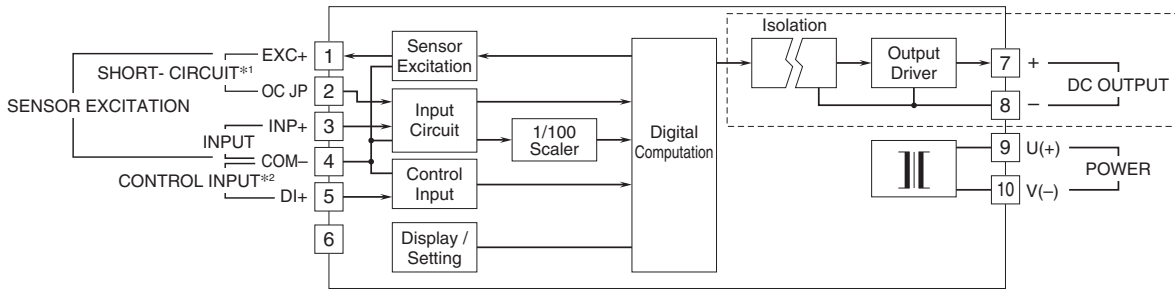 EXC+
1
SHORT- CIRCUIT*1
OC JP
2
SENSOR EXCITATION
INP+
3
INPUT
COM–
4
CONTROL INPUT*2
DI+
5
6
Sensor
Excitation
Input
Circuit
1/100
Scaler
Control
Input
Display /
Setting
Digital
Computation
Isolation
Output
Driver
7
+
8
–
DC OUTPUT
9
U(+)
10
V(–)
POWER